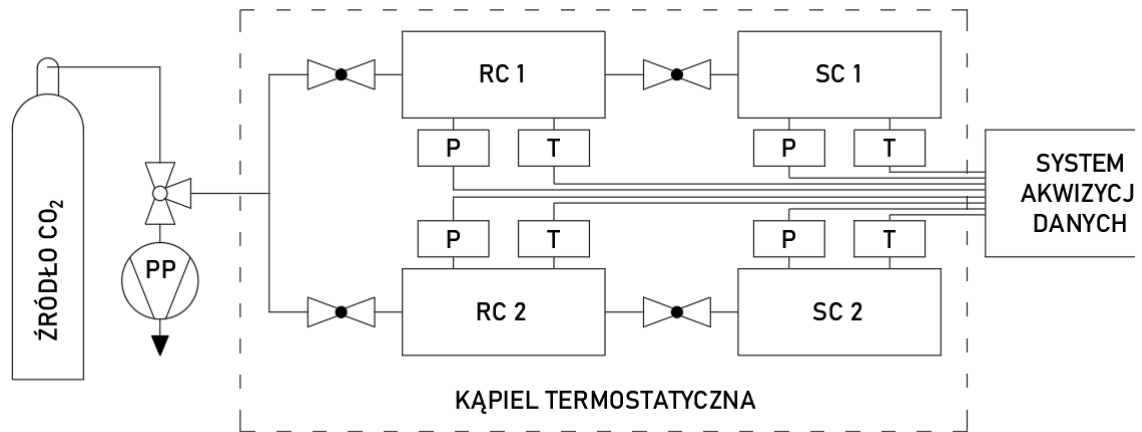 RC 1
SC 1
P
T
P
T
ŹRÓDŁO CO₂
PP
SYSTEM
AKWIZYCJ
DANYCH
P
T
P
T
RC 2
SC 2
KĄPIEL TERMOSTATYCZNA